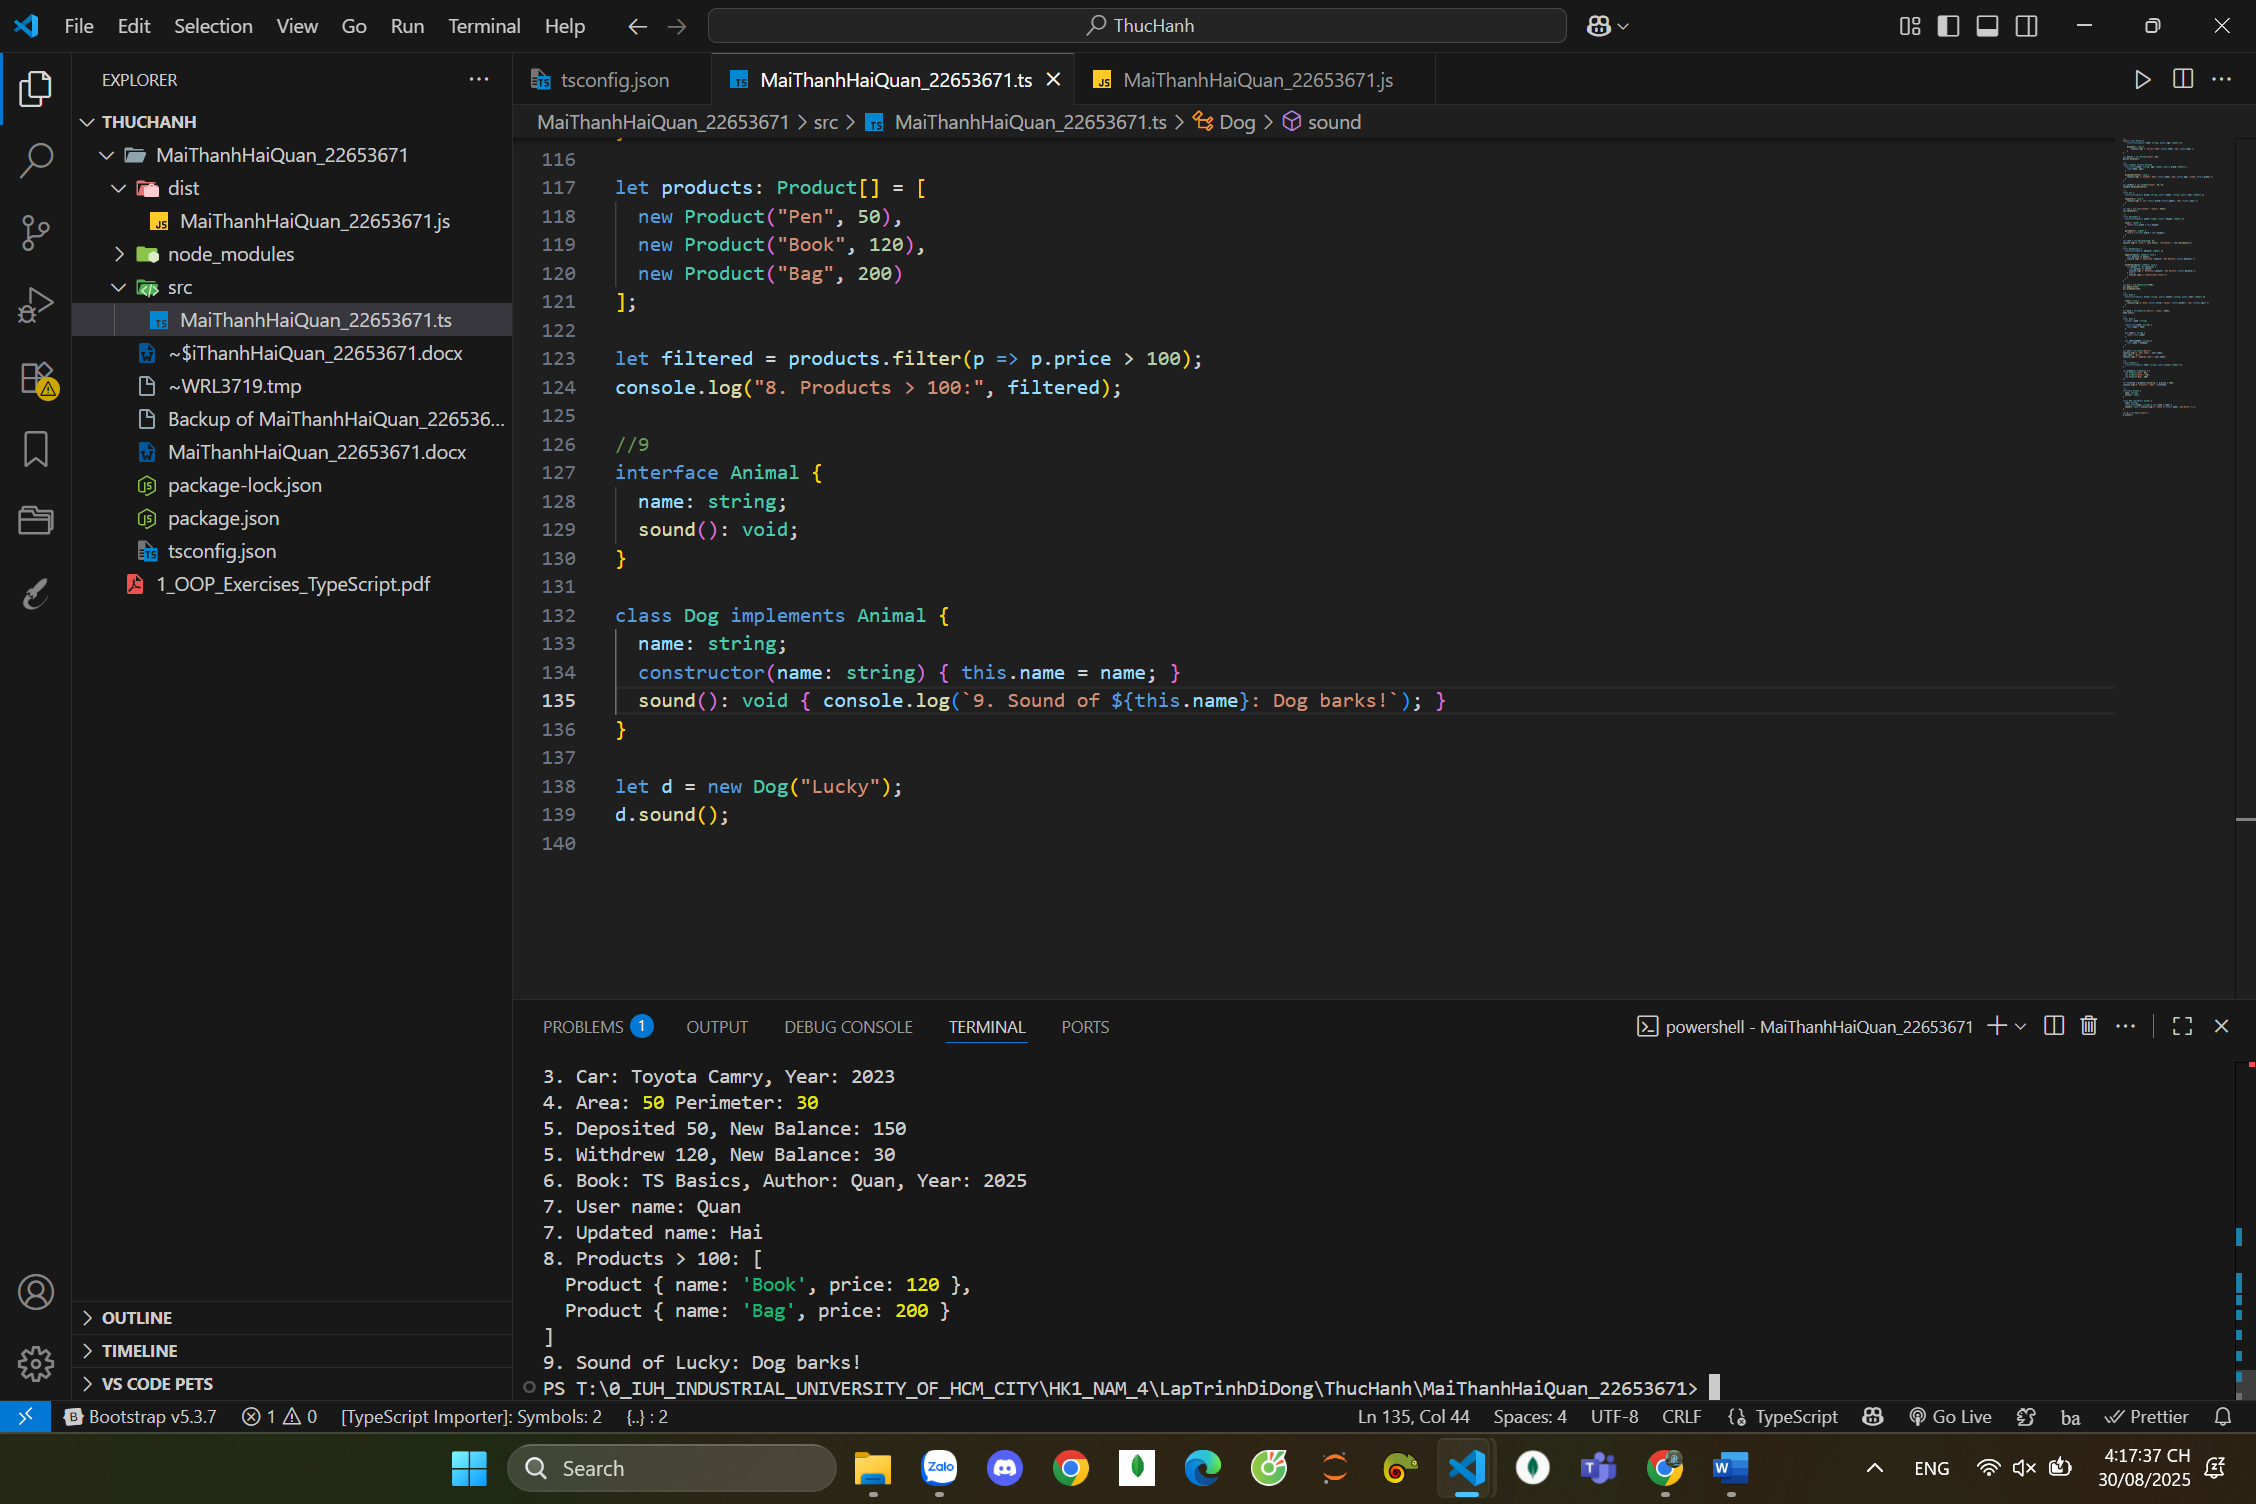 File Edit Selection View Go Run Terminal Help
ThucHanh
EXPLORER
THUCHANH
MaiThanhHaiQuan_22653671
dist
MaiThanhHaiQuan_22653671.js
node_modules
src
MaiThanhHaiQuan_22653671.ts
~$iThanhHaiQuan_22653671.docx
~WRL3719.tmp
Backup of MaiThanhHaiQuan_226536...
MaiThanhHaiQuan_22653671.docx
package-lock.json
package.json
tsconfig.json
1_OOP_Exercises_TypeScript.pdf
OUTLINE
TIMELINE
VS CODE PETS
tsconfig.json MaiThanhHaiQuan_22653671.ts MaiThanhHaiQuan_22653671.js
MaiThanhHaiQuan_22653671 > src > MaiThanhHaiQuan_22653671.ts > Dog > sound
116
117 let products: Product[] = [
118 new Product("Pen", 50),
119 new Product("Book", 120),
120 new Product("Bag", 200)
121 ];
122
123 let filtered = products.filter(p => p.price > 100);
124 console.log("8. Products > 100:", filtered);
125
126 //9
127 interface Animal {
128 name: string;
129 sound(): void;
130 }
131
132 class Dog implements Animal {
133 name: string;
134 constructor(name: string) { this.name = name; }
135 sound(): void { console.log(`9. Sound of ${this.name}: Dog barks!`); }
136 }
137
138 let d = new Dog("Lucky");
139 d.sound();
140
PROBLEMS 1 OUTPUT DEBUG CONSOLE TERMINAL PORTS
powershell - MaiThanhHaiQuan_22653671
3. Car: Toyota Camry, Year: 2023
4. Area: 50 Perimeter: 30
5. Deposited 50, New Balance: 150
5. Withdrew 120, New Balance: 30
6. Book: TS Basics, Author: Quan, Year: 2025
7. User name: Quan
7. Updated name: Hai
8. Products > 100: [
Product { name: 'Book', price: 120 },
Product { name: 'Bag', price: 200 }
]
9. Sound of Lucky: Dog barks!
PS T:\0_IUH_INDUSTRIAL_UNIVERSITY_OF_HCM_CITY\HK1_NAM_4\LapTrinhDiDong\ThucHanh\MaiThanhHaiQuan_22653671>
Bootstrap v5.3.7 1 0 [TypeScript Importer]: Symbols: 2 {..} : 2
Ln 135, Col 44 Spaces: 4 UTF-8 CRLF TypeScript Go Live ba Prettier
Search
Zalo
ENG
4:17:37 CH
30/08/2025